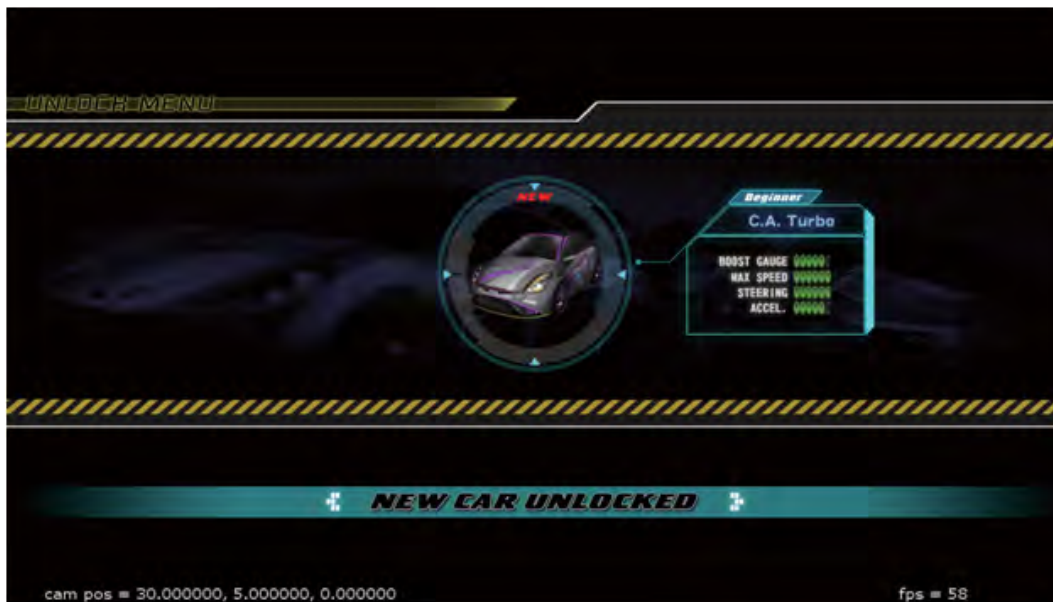 UNLOCK MENU
NEW
Beginner
C.A. Turbo
BOOST GAUGE
MAX SPEED
STEERING
ACCEL.
NEW CAR UNLOCKED
cam pos = 30.000000, 5.000000, 0.000000
fps = 58